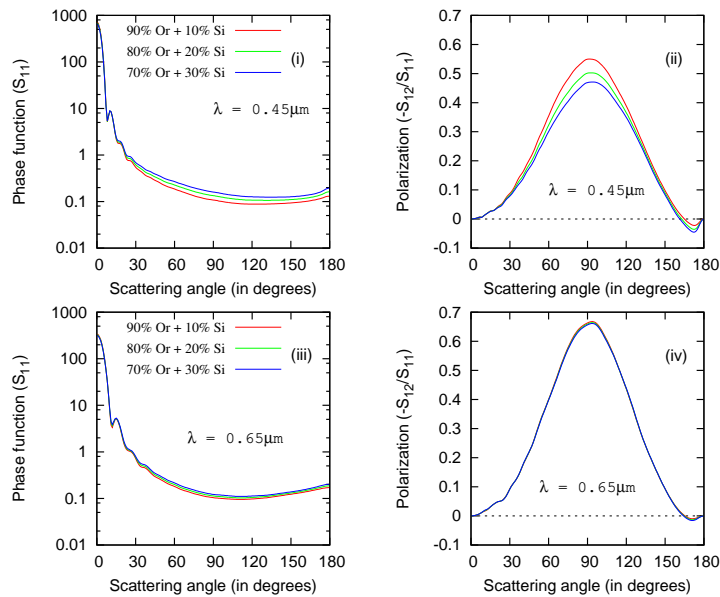 Phase function (S11)
1000
100
10
1
0.1
0.01
90% Or + 10% Si
80% Or + 20% Si
70% Or + 30% Si
(i)
λ = 0.45μm
0 30 60 90 120 150 180
Scattering angle (in degrees)
Polarization (-S12/S11)
0.7
0.6
0.5
0.4
0.3
0.2
0.1
0
-0.1
(ii)
λ = 0.45μm
0 30 60 90 120 150 180
Scattering angle (in degrees)
Phase function (S11)
1000
100
10
1
0.1
0.01
90% Or + 10% Si
80% Or + 20% Si
70% Or + 30% Si
(iii)
λ = 0.65μm
0 30 60 90 120 150 180
Scattering angle (in degrees)
Polarization (-S12/S11)
0.7
0.6
0.5
0.4
0.3
0.2
0.1
0
-0.1
(iv)
λ = 0.65μm
0 30 60 90 120 150 180
Scattering angle (in degrees)